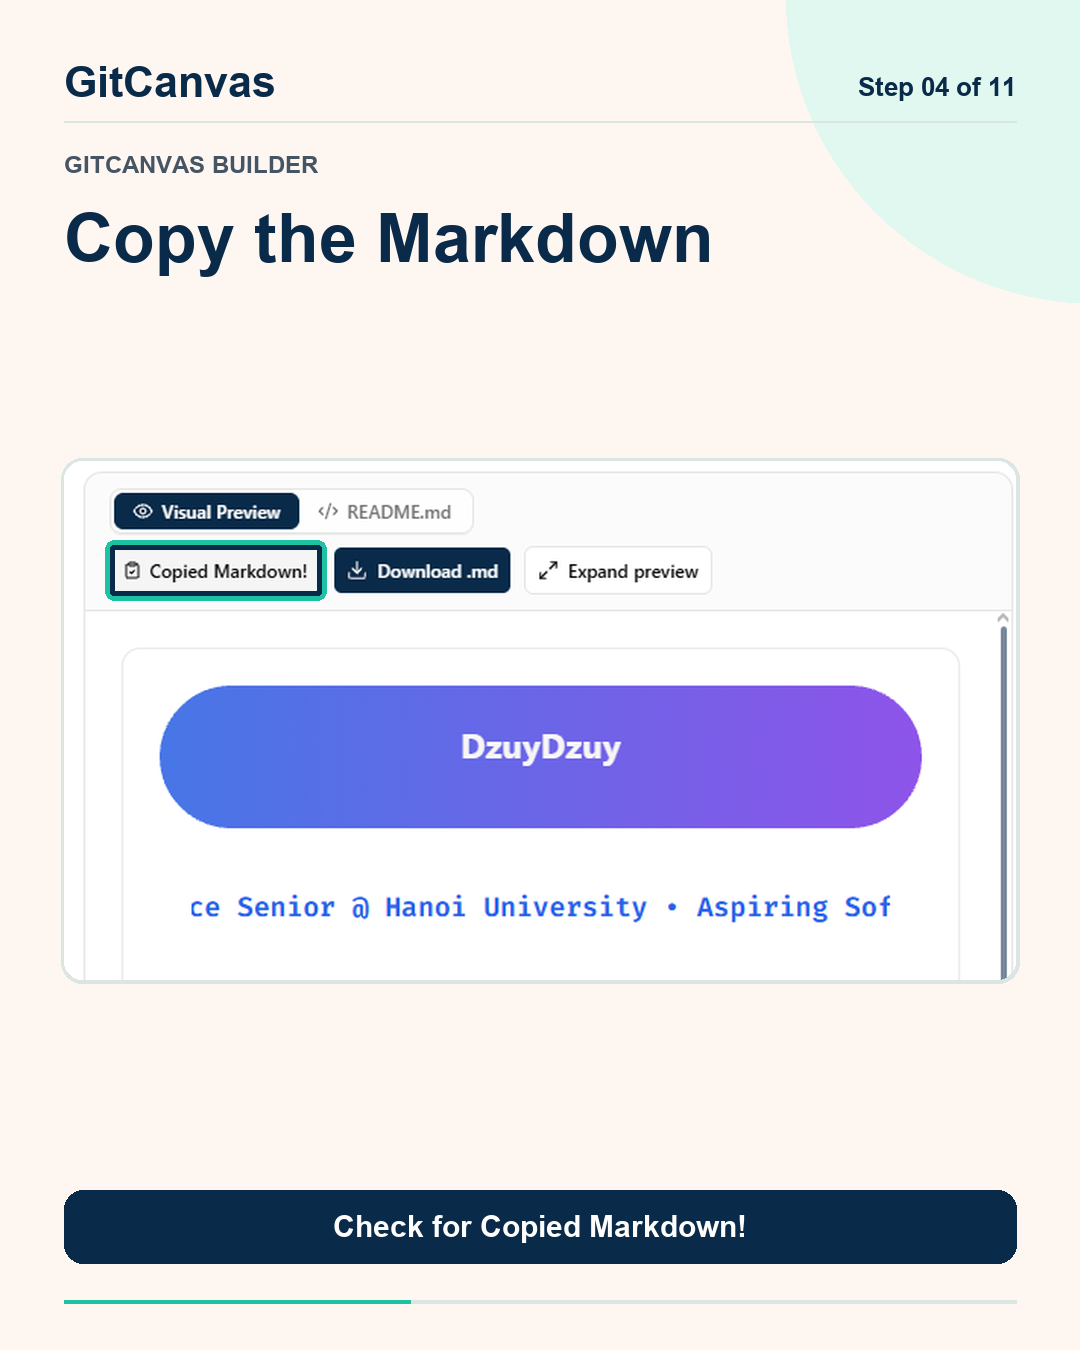 GitCanvas
Step 04 of 11
GITCANVAS BUILDER
Copy the Markdown
Visual Preview
</> README.md
Copied Markdown!
Download .md
Expand preview
DzuyDzuy
ce Senior @ Hanoi University • Aspiring Sof
Check for Copied Markdown!